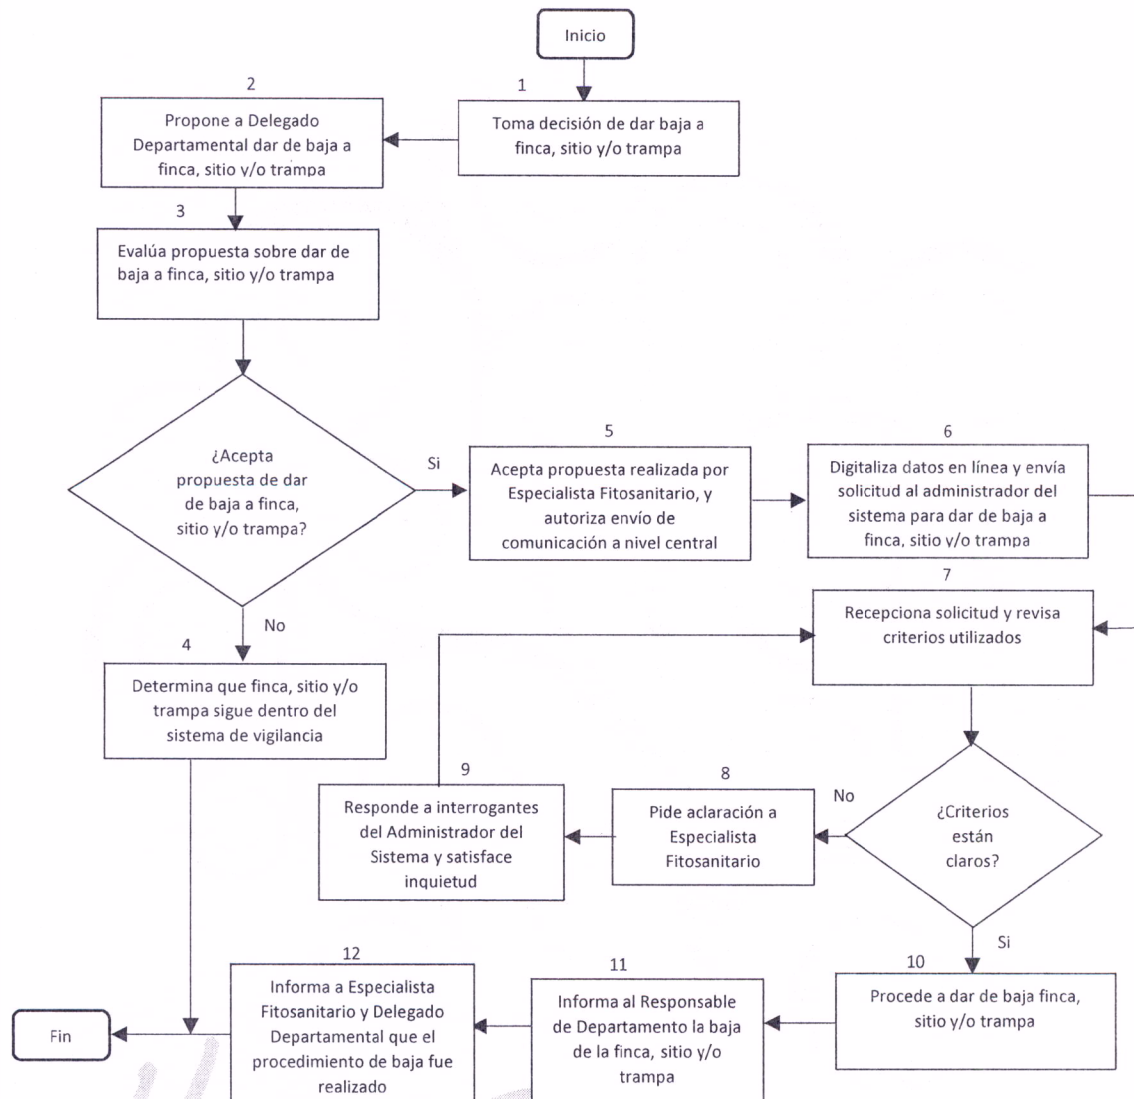 Inicio
1
Toma decisión de dar baja a
finca, sitio y/o trampa
2
Propone a Delegado
Departamental dar de baja a
finca, sitio y/o trampa
3
Evalúa propuesta sobre dar de
baja a finca, sitio y/o trampa
¿Acepta
propuesta de dar
de baja a finca,
sitio y/o trampa?
Si
No
4
Determina que finca, sitio y/o
trampa sigue dentro del
sistema de vigilancia
5
Acepta propuesta realizada por
Especialista Fitosanitario, y
autoriza envío de
comunicación a nivel central
6
Digitaliza datos en línea y envía
solicitud al administrador del
sistema para dar de baja a
finca, sitio y/o trampa
7
Recepciona solicitud y revisa
criterios utilizados
¿Criterios
están
claros?
No
Si
8
Pide aclaración a
Especialista
Fitosanitario
9
Responde a interrogantes
del Administrador del
Sistema y satisface
inquietud
10
Procede a dar de baja finca,
sitio y/o trampa
11
Informa al Responsable
de Departamento la baja
de la finca, sitio y/o
trampa
12
Informa a Especialista
Fitosanitario y Delegado
Departamental que el
procedimiento de baja fue
realizado
Fin